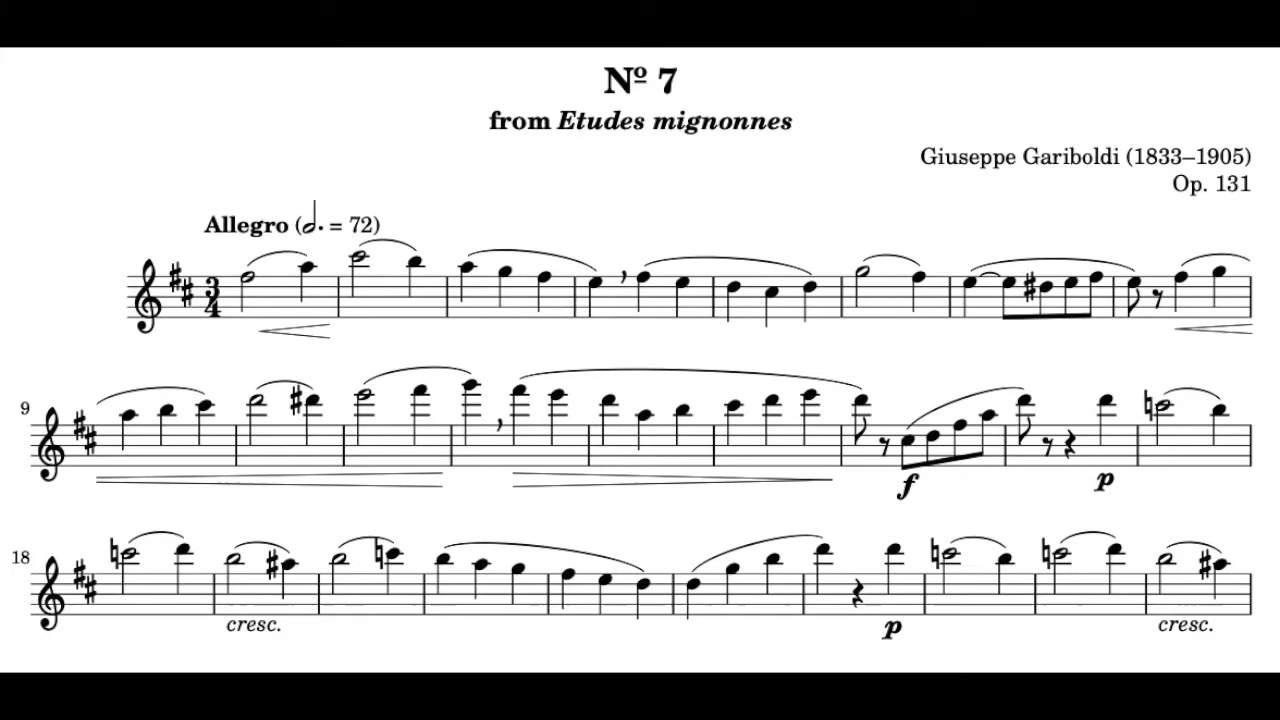 Nº 7
from Etudes mignonnes
Giuseppe Gariboldi (1833–1905)
Op. 131
Allegro (𝅗𝅥. = 72)
3
4
9
f
p
18
cresc.
p
cresc.